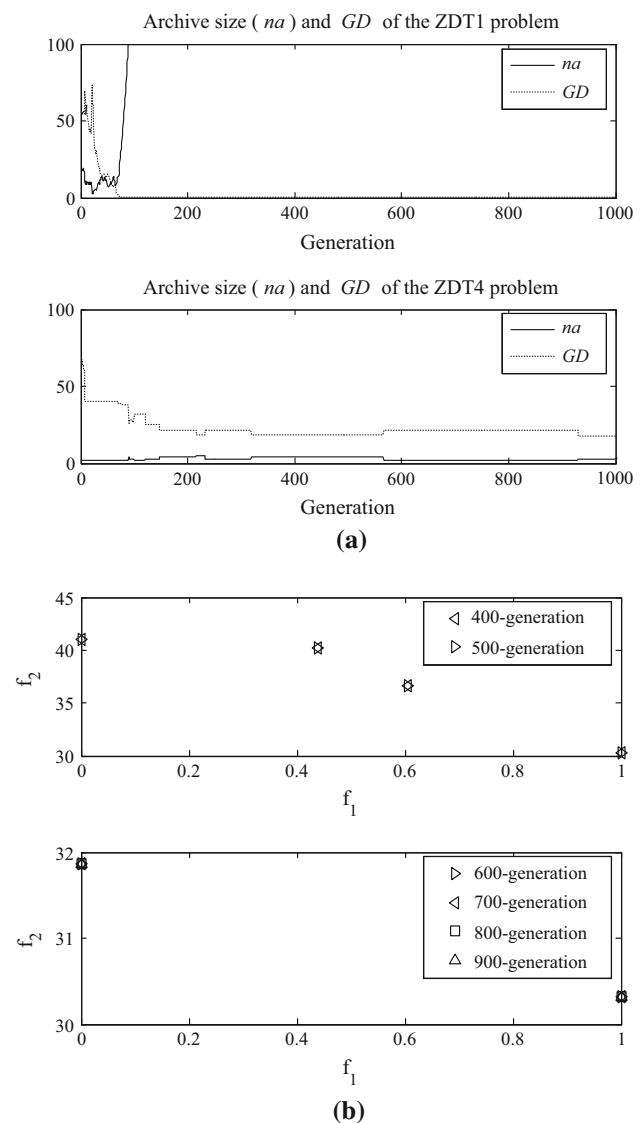 Archive size ( na ) and GD of the ZDT1 problem
100
50
0
na
GD
0 200 400 600 800 1000
Generation
Archive size ( na ) and GD of the ZDT4 problem
100
50
0
na
GD
0 200 400 600 800 1000
Generation
(a)
45
40
35
30
f2
400-generation
500-generation
0 0.2 0.4 0.6 0.8 1
f1
32
31
30
f2
600-generation
700-generation
800-generation
900-generation
0 0.2 0.4 0.6 0.8 1
f1
(b)